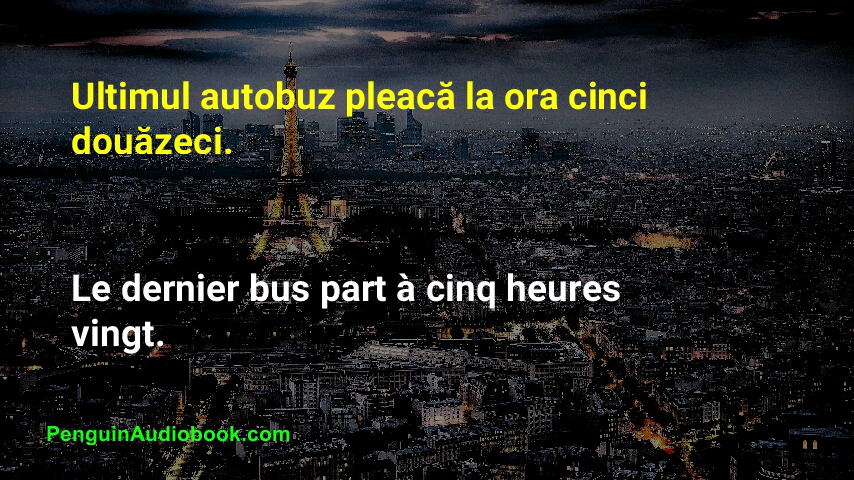 Ultimul autobuz pleacă la ora cinci
douăzeci.
Le dernier bus part à cinq heures
vingt.
PenguinAudiobook.com